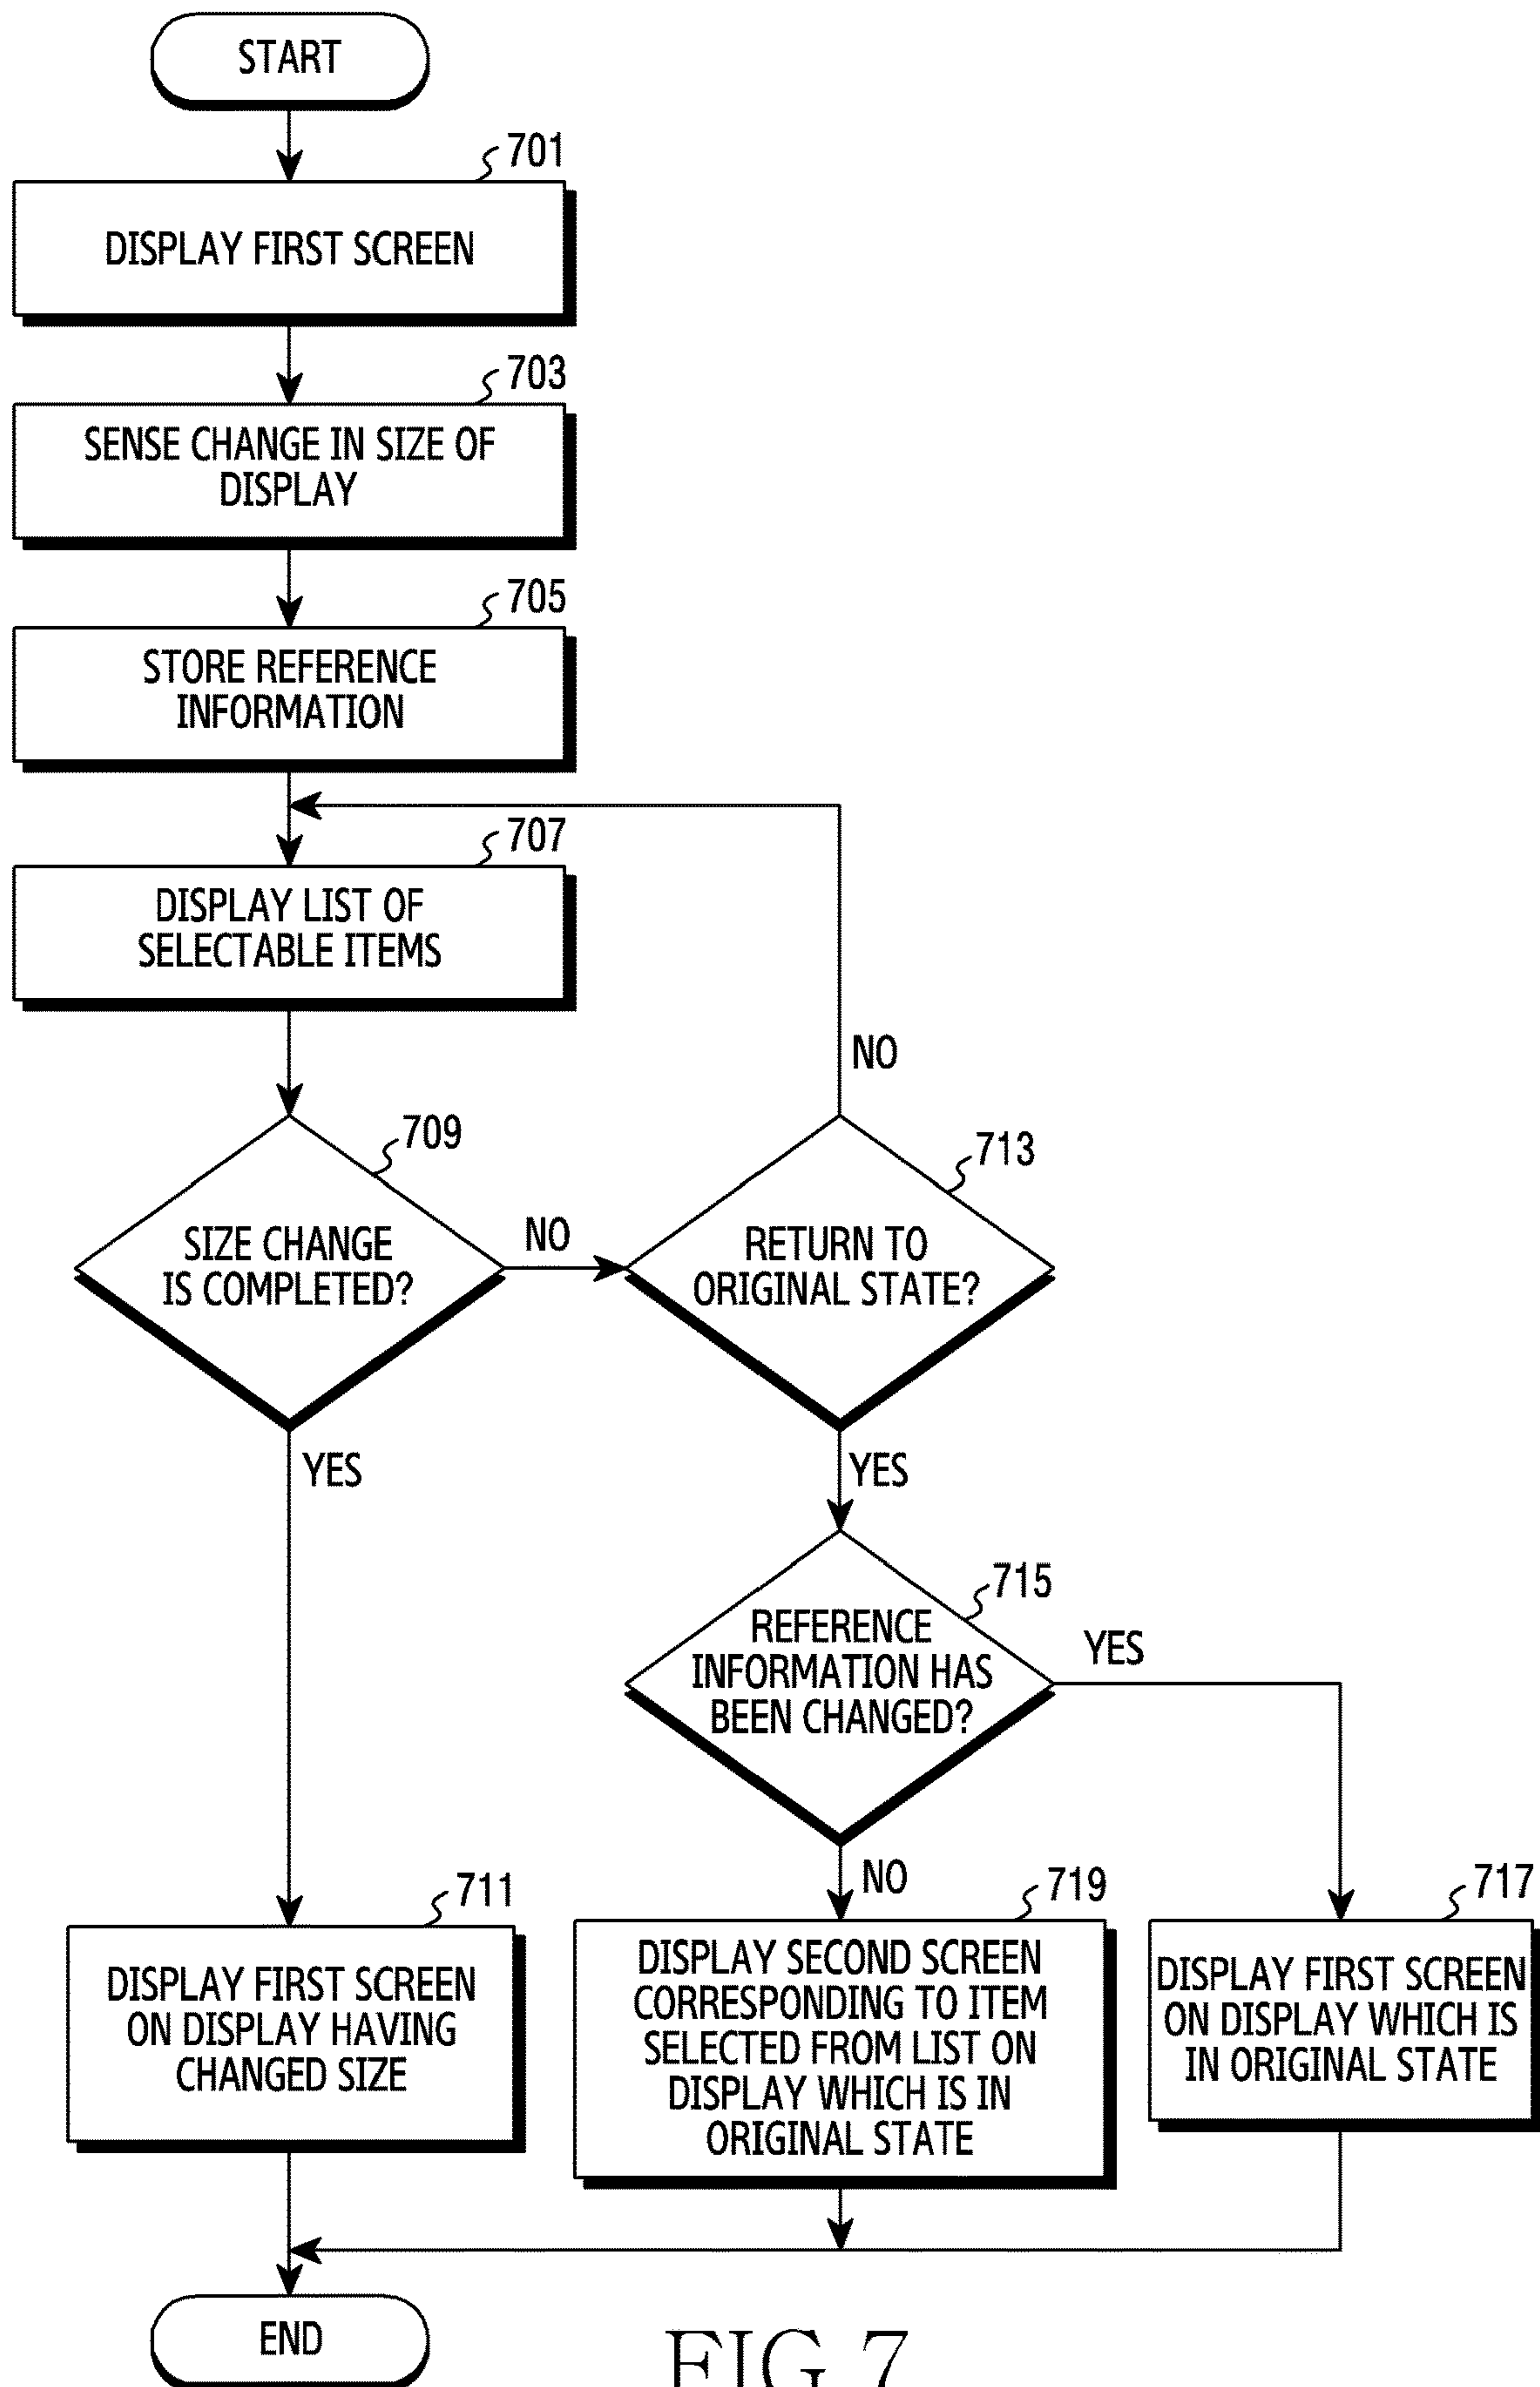 START
701
DISPLAY FIRST SCREEN
703
SENSE CHANGE IN SIZE OF
DISPLAY
705
STORE REFERENCE
INFORMATION
707
DISPLAY LIST OF
SELECTABLE ITEMS
NO
709
SIZE CHANGE
IS COMPLETED?
NO
713
RETURN TO
ORIGINAL STATE?
YES
YES
715
REFERENCE
INFORMATION HAS
BEEN CHANGED?
YES
NO
711
DISPLAY FIRST SCREEN
ON DISPLAY HAVING
CHANGED SIZE
719
DISPLAY SECOND SCREEN
CORRESPONDING TO ITEM
SELECTED FROM LIST ON
DISPLAY WHICH IS IN
ORIGINAL STATE
717
DISPLAY FIRST SCREEN
ON DISPLAY WHICH IS
IN ORIGINAL STATE
END
FIG.7